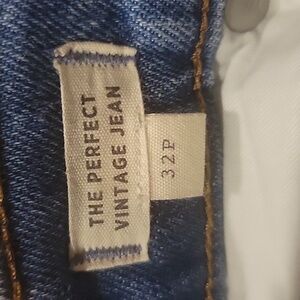 THE PERFECT
VINTAGE JEAN
32P